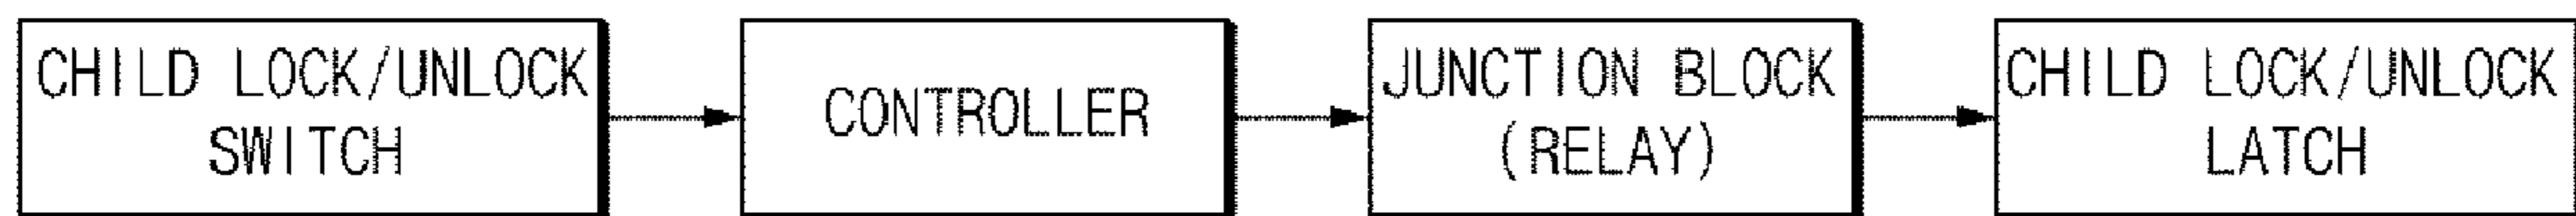 CHILD LOCK/UNLOCK
SWITCH
CONTROLLER
JUNCTION BLOCK
(RELAY)
CHILD LOCK/UNLOCK
LATCH